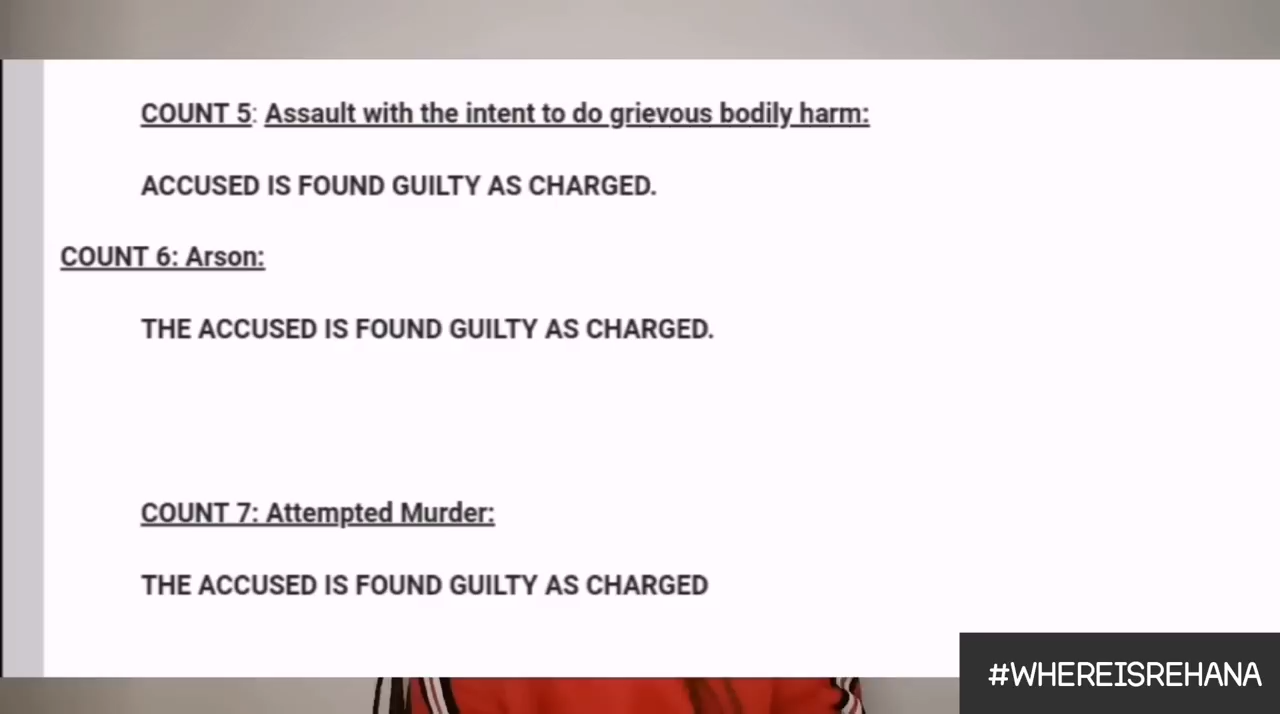 COUNT 5: Assault with the intent to do grievous bodily harm:
ACCUSED IS FOUND GUILTY AS CHARGED.
COUNT 6: Arson:
THE ACCUSED IS FOUND GUILTY AS CHARGED.
COUNT 7: Attempted Murder:
THE ACCUSED IS FOUND GUILTY AS CHARGED
#WHEREISREHANA